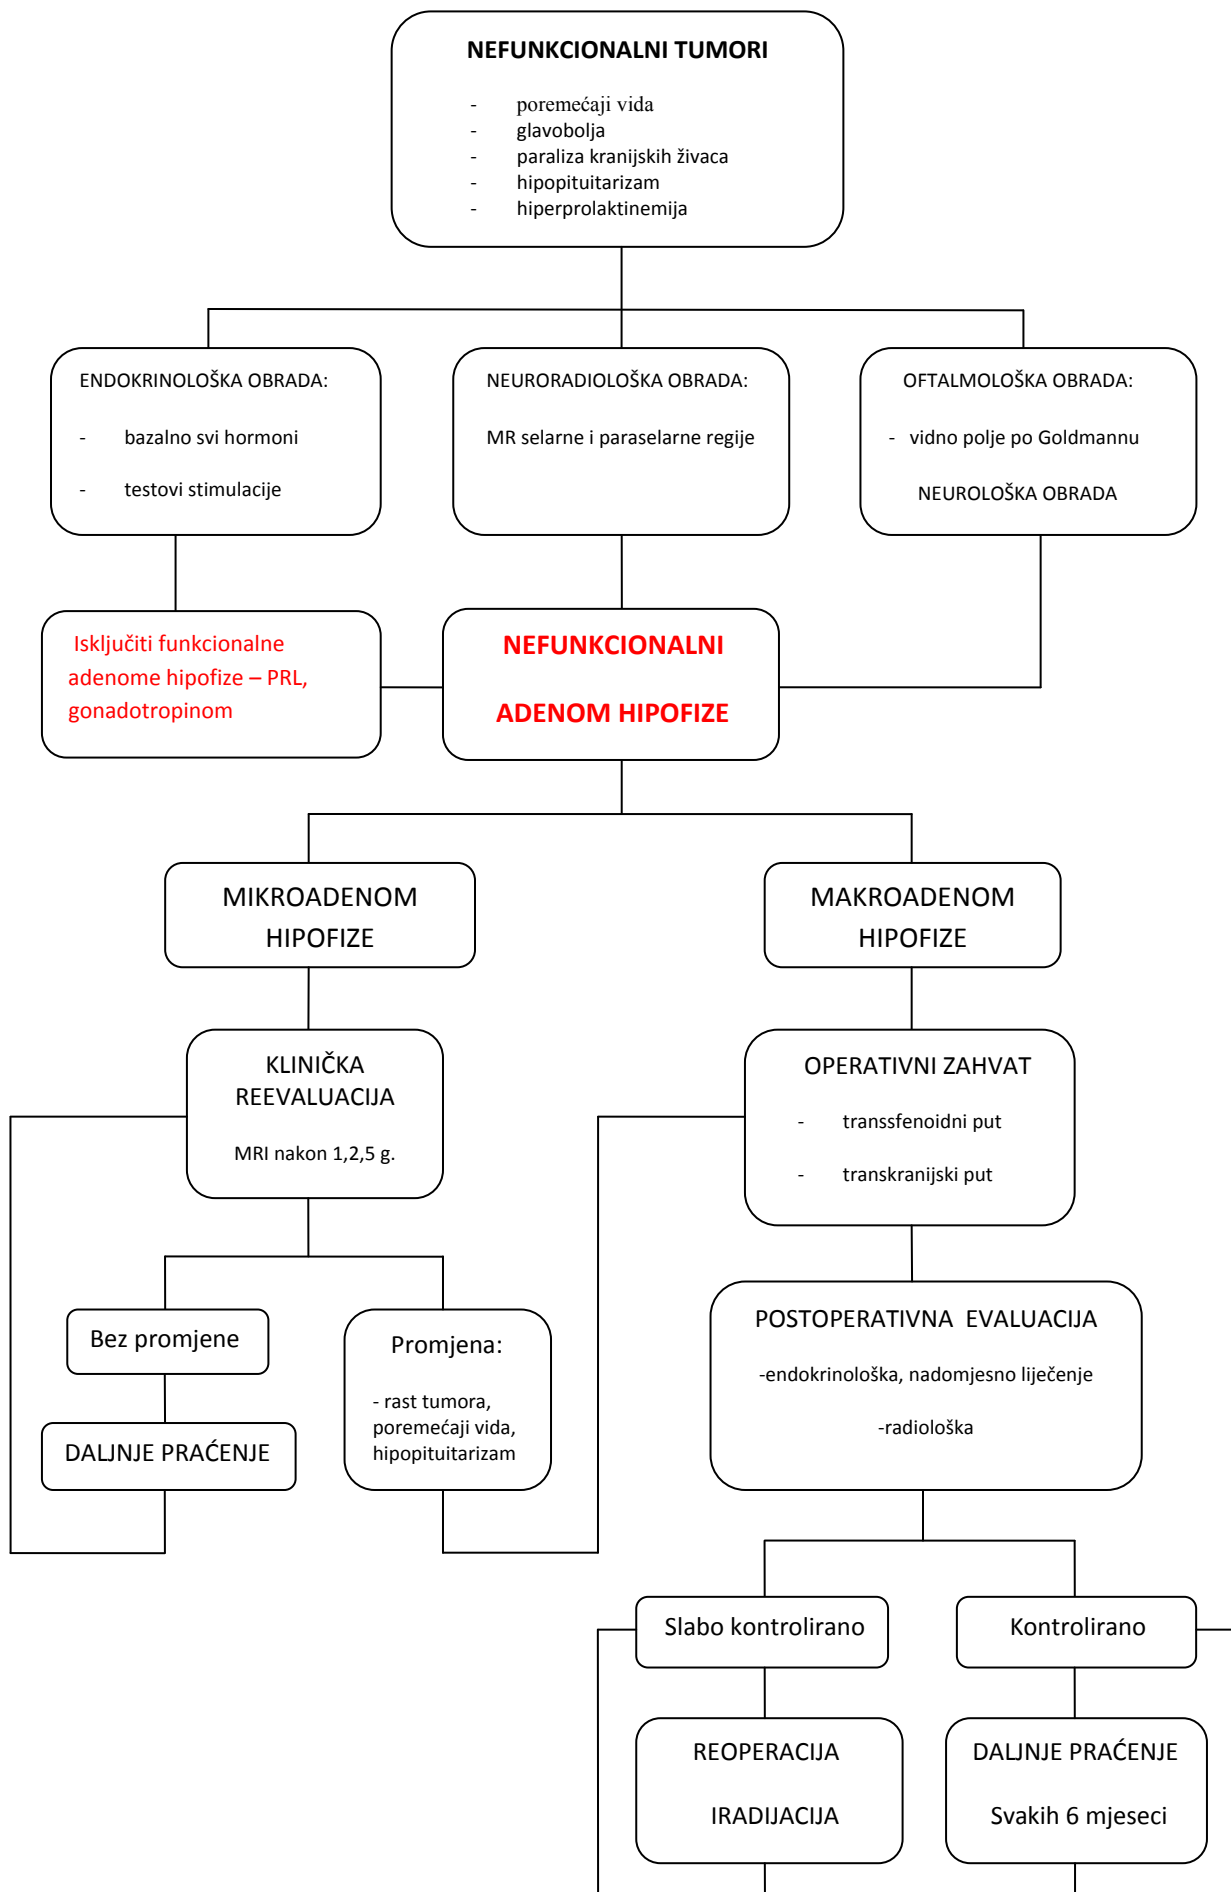 NEFUNKCIONALNI TUMORI
- poremećaji vida
- glavobolja
- paraliza kranijskih živaca
- hipopituitarizam
- hiperprolaktinemija
ENDOKRINOLOŠKA OBRADA:
- bazalno svi hormoni
- testovi stimulacije
NEURORADIOLOŠKA OBRADA:
MR selarne i paraselarne regije
OFTALMOLOŠKA OBRADA:
- vidno polje po Goldmannu
NEUROLOŠKA OBRADA
Isključiti funkcionalne
adenome hipofize – PRL,
gonadotropinom
NEFUNKCIONALNI
ADENOM HIPOFIZE
MIKROADENOM
HIPOFIZE
MAKROADENOM
HIPOFIZE
KLINIČKA
REEVALUACIJA
MRI nakon 1,2,5 g.
OPERATIVNI ZAHVAT
- transsfenoidni put
- transkranijski put
Bez promjene
DALJNJE PRAĆENJE
Promjena:
- rast tumora,
poremećaji vida,
hipopituitarizam
POSTOPERATIVNA EVALUACIJA
-endokrinološka, nadomjesno liječenje
-radiološka
Slabo kontrolirano
Kontrolirano
REOPERACIJA
IRADIJACIJA
DALJNJE PRAĆENJE
Svakih 6 mjeseci